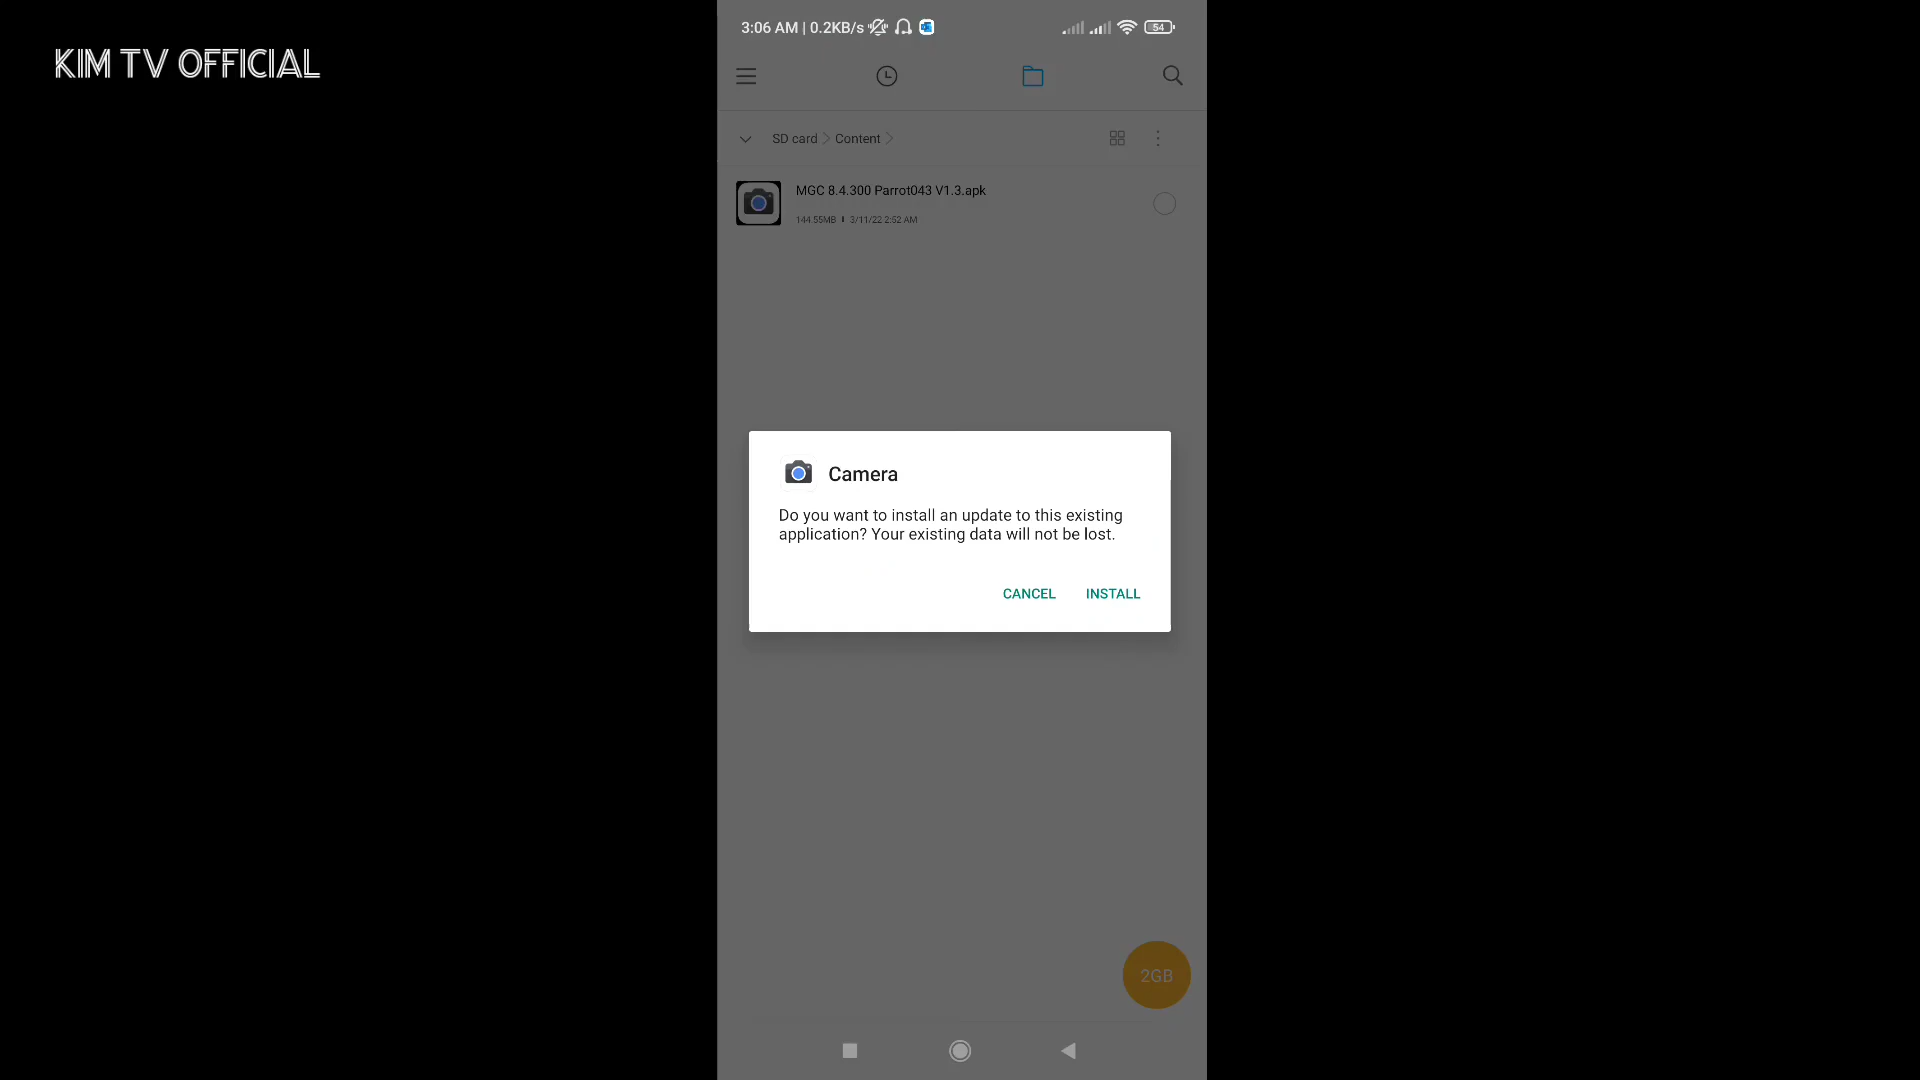 KIM TV OFFICIAL
3:06 AM | 0.2KB/s
54
SD card > Content >
MGC 8.4.300 Parrot043 V1.3.apk
144.55MB | 3/11/22 2:52 AM
Camera
Do you want to install an update to this existing
application? Your existing data will not be lost.
CANCEL INSTALL
2GB